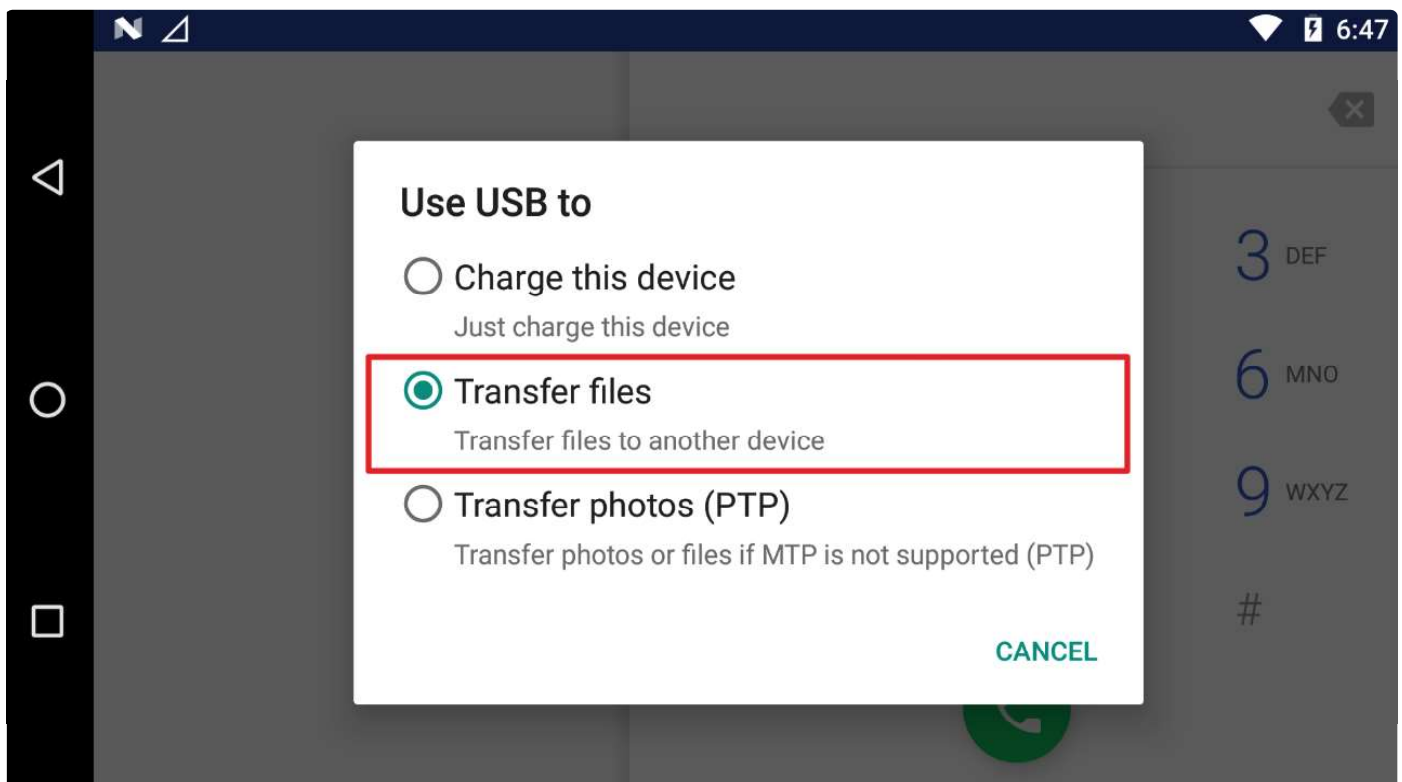 6:47
Use USB to
Charge this device
Just charge this device
3 DEF
Transfer files
6 MNO
Transfer files to another device
Transfer photos (PTP)
9 WXYZ
Transfer photos or files if MTP is not supported (PTP)
#
CANCEL